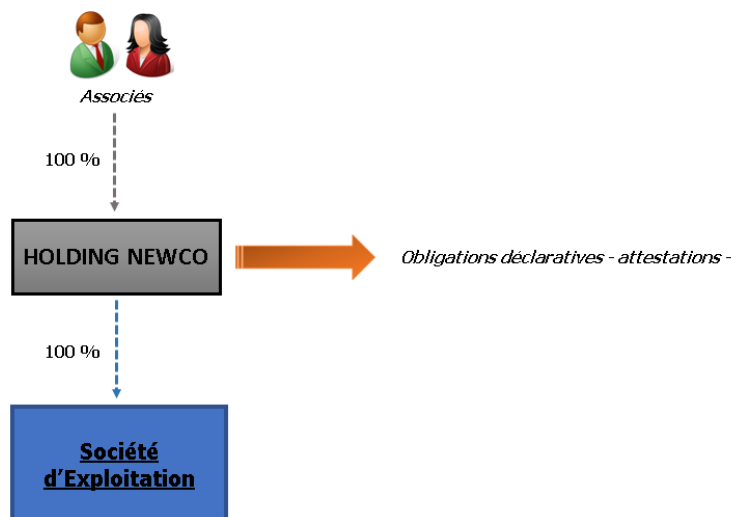 Associés
100 %
HOLDING NEWCO
Obligations déclaratives - attestations -
100 %
Société
d'Exploitation